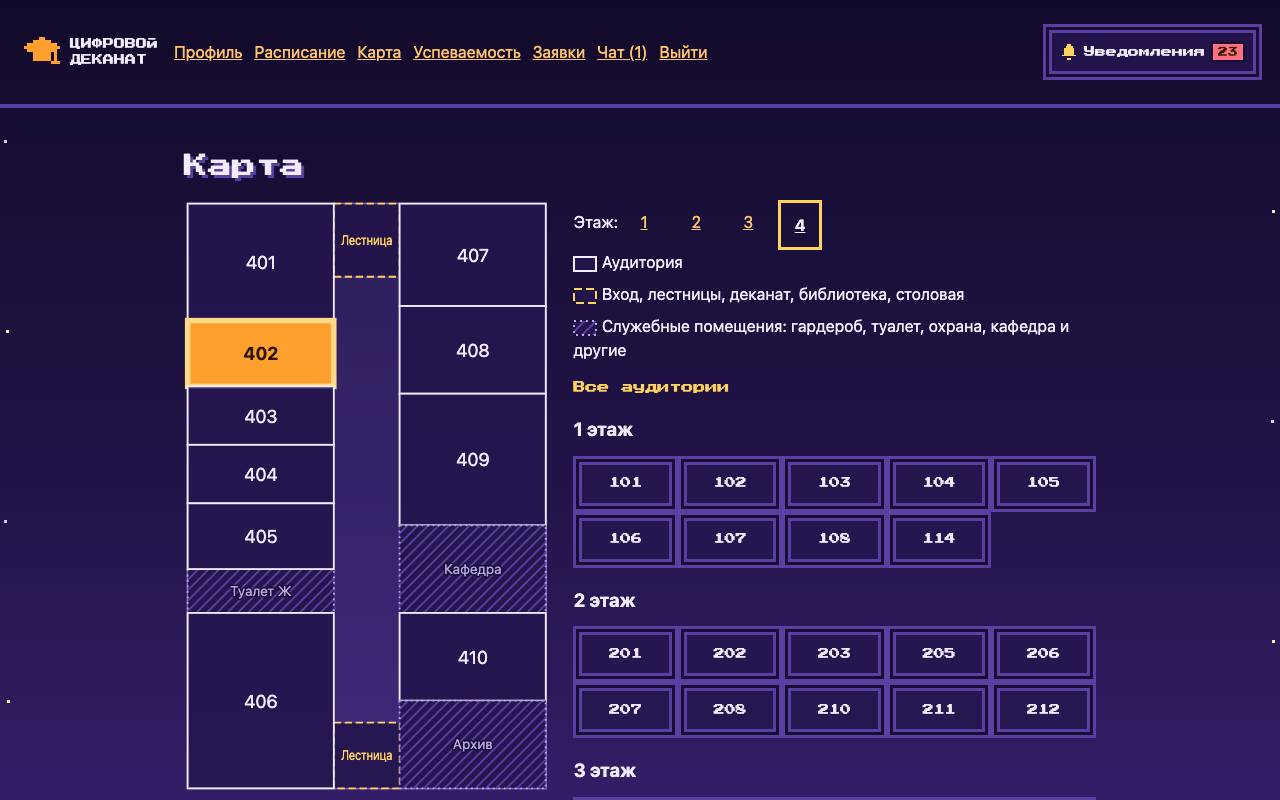 ЦИФРОВОЙ
ДЕКАНАТ
Профиль Расписание Карта Успеваемость Заявки Чат (1) Выйти
Уведомления 23
Карта
401
Лестница
407
402
408
403
409
404
405
Кафедра
Туалет Ж
410
406
Архив
Лестница
Этаж: 1 2 3 4
Аудитория
Вход, лестницы, деканат, библиотека, столовая
Служебные помещения: гардероб, туалет, охрана, кафедра и
другие
Все аудитории
1 этаж
101 102 103 104 105
106 107 108 114
2 этаж
201 202 203 205 206
207 208 210 211 212
3 этаж